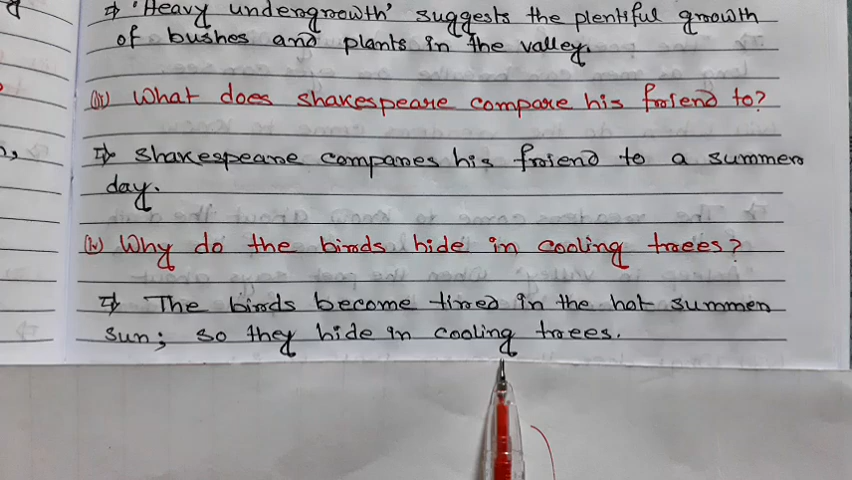 ⇒ 'Heavy undergrowth' suggests the plentiful growth
of bushes and plants in the valley.
(iii) What does shakespeare compare his friend to?
⇒ Shakespeare compares his friend to a summer
day.
(iv) Why do the birds hide in cooling trees?
⇒ The birds become tired in the hot summer
sun; so they hide in cooling trees.